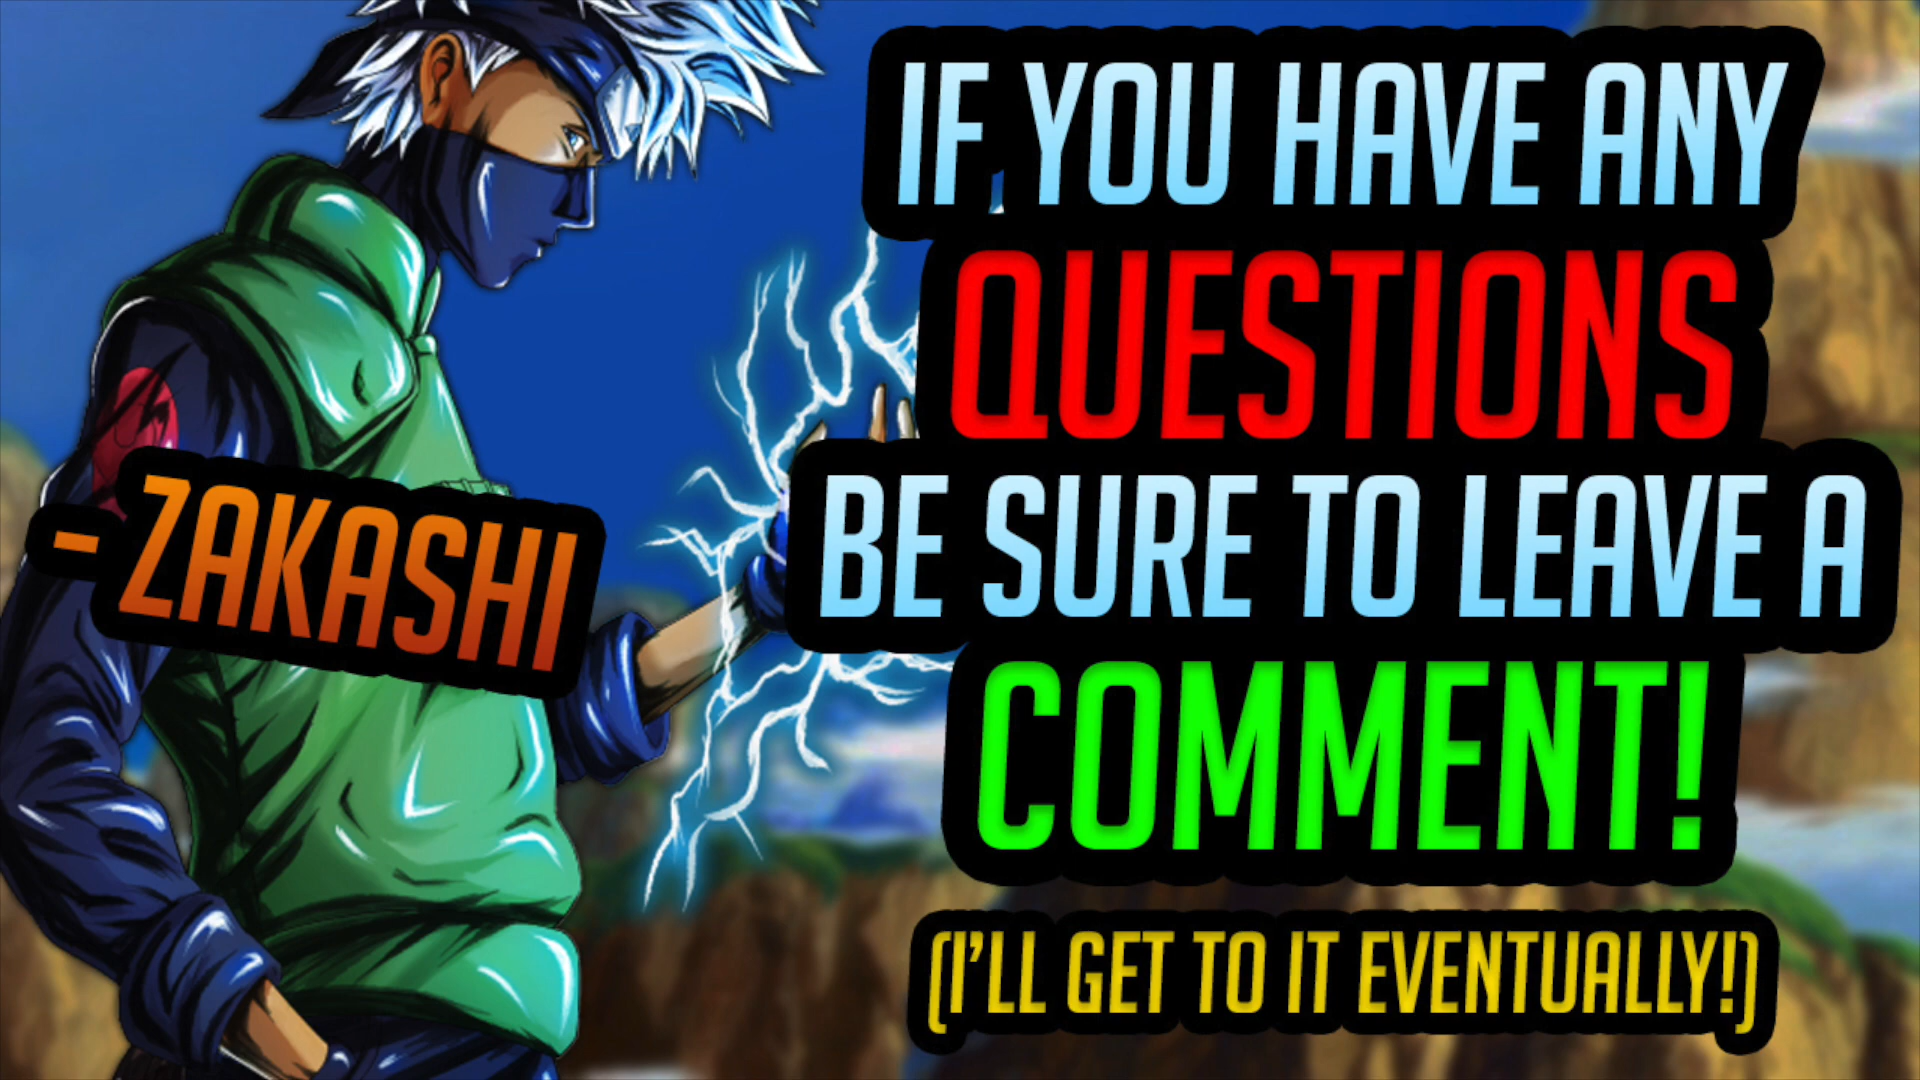 IF YOU HAVE ANY
QUESTIONS
BE SURE TO LEAVE A
COMMENT!
(I'LL GET TO IT EVENTUALLY!)
- ZAKASHI